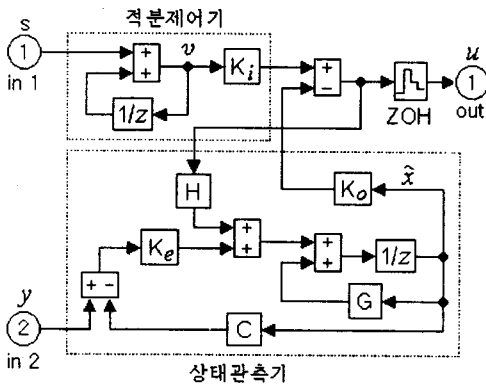 적분제어기
s
1
in 1
+
+
v
K_i
1/z
+
−
ZOH
u
1
out
H
K_o
x̂
K_e
+
+
+
+
1/z
G
+ −
C
y
2
in 2
상태관측기